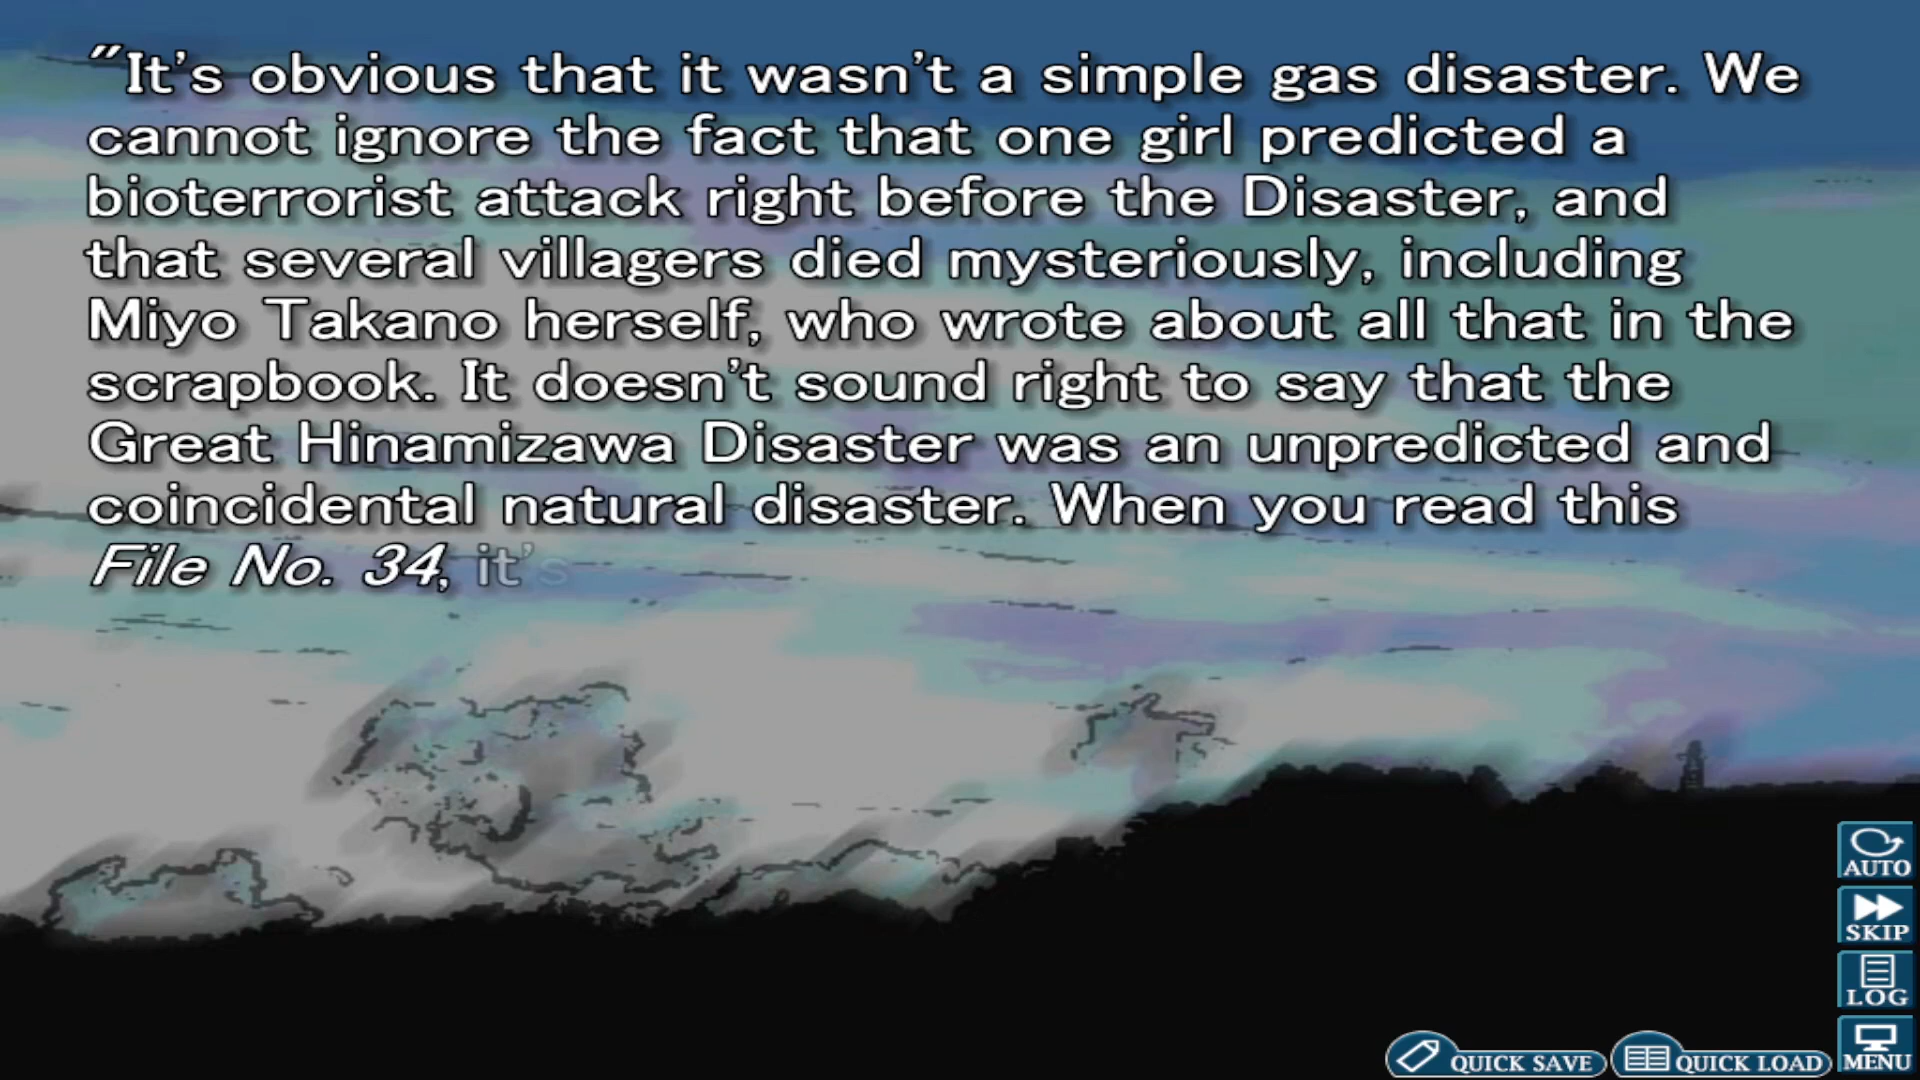 "It's obvious that it wasn't a simple gas disaster. We
cannot ignore the fact that one girl predicted a
bioterrorist attack right before the Disaster, and
that several villagers died mysteriously, including
Miyo Takano herself, who wrote about all that in the
scrapbook. It doesn't sound right to say that the
Great Hinamizawa Disaster was an unpredicted and
coincidental natural disaster. When you read this
File No. 34, it's
AUTO
SKIP
LOG
MENU
QUICK SAVE
QUICK LOAD